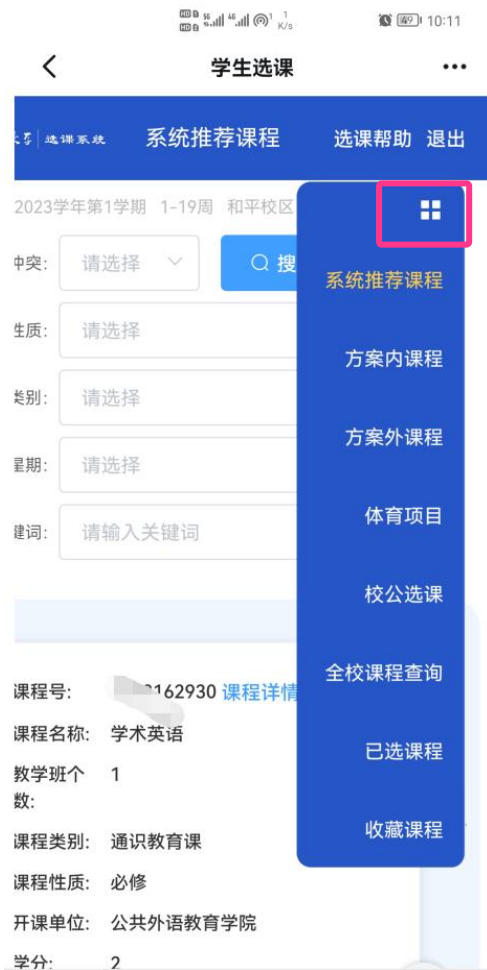 49 10:11
1 K/s
学生选课
选课系统 系统推荐课程 选课帮助 退出
2023学年第1学期 1-19周 和平校区
冲突: 请选择 搜
系统推荐课程
性质: 请选择
方案内课程
类别: 请选择
方案外课程
星期: 请选择
体育项目
键词: 请输入关键词
校公选课
全校课程查询
课程号: 162930 课程详情
课程名称: 学术英语
已选课程
教学班个数: 1
收藏课程
课程类别: 通识教育课
课程性质: 必修
开课单位: 公共外语教育学院
学分: 2